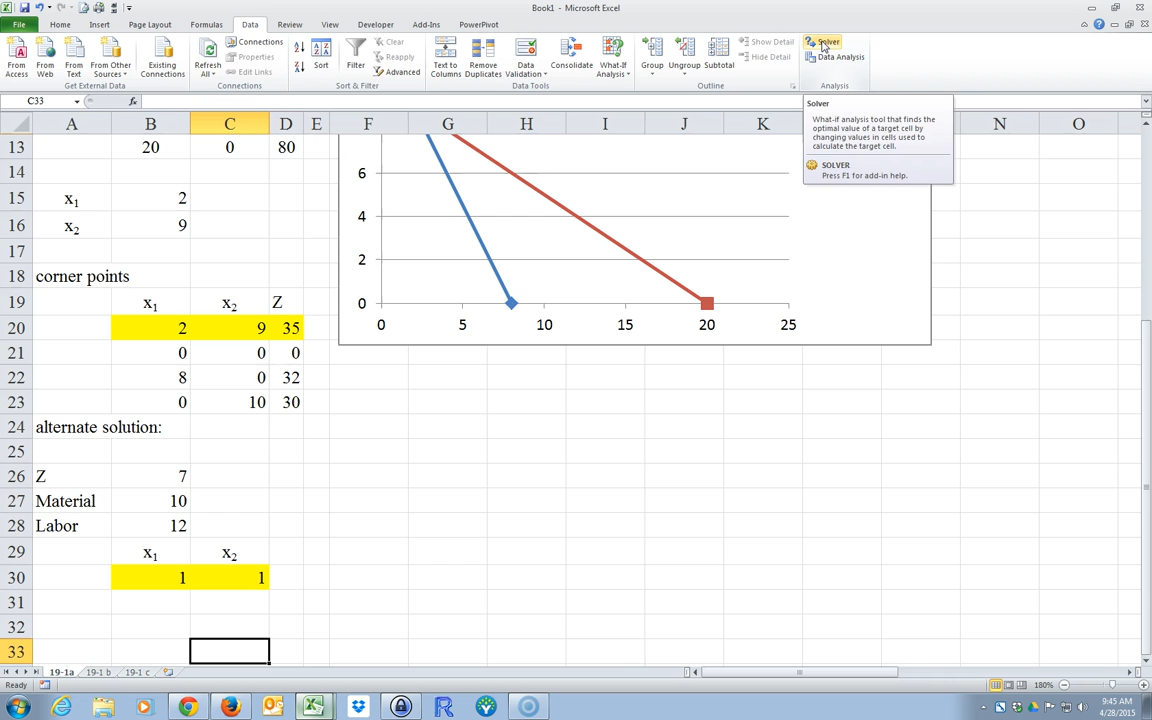 Book1 - Microsoft Excel
File Home Insert Page Layout Formulas Data Review View Developer Add-Ins PowerPivot
From Access
From Web
From Text
From Other Sources
Existing Connections
Get External Data
Refresh All
Connections
Properties
Edit Links
Connections
Sort
Filter
Clear
Reapply
Advanced
Sort & Filter
Text to Columns
Remove Duplicates
Data Validation
Consolidate
What-If Analysis
Data Tools
Group
Ungroup
Subtotal
Show Detail
Hide Detail
Outline
Solver
Data Analysis
Analysis
C33 fx
Solver
What-if analysis tool that finds the
optimal value of a target cell by
changing values in cells used to
calculate the target cell.
SOLVER
Press F1 for add-in help.
A B C D E F G H I J K N O
13 20 0 80
14
15 x₁ 2
16 x₂ 9
17
18 corner points
19 x₁ x₂ Z
20 2 9 35
21 0 0 0
22 8 0 32
23 0 10 30
24 alternate solution:
25
26 Z 7
27 Material 10
28 Labor 12
29 x₁ x₂
30 1 1
31
32
33
6
4
2
0
0 5 10 15 20 25
19-1a 19-1 b 19-1 c
Ready 180%
9:45 AM
4/28/2015